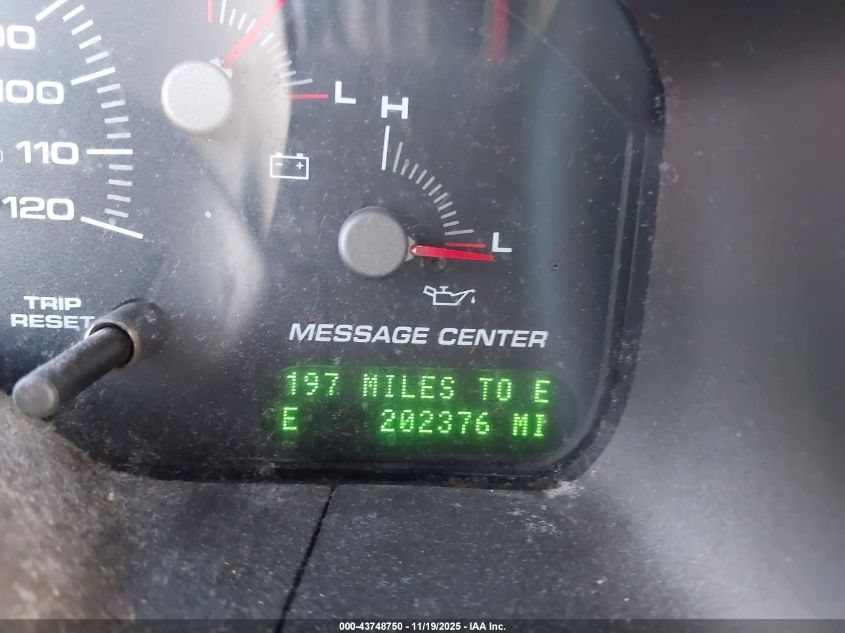 100
110
120
L
H
L
- +
TRIP
RESET
MESSAGE CENTER
197 MILES TO E
E 202376 MI
000-43748750 - 11/19/2025 - IAA Inc.